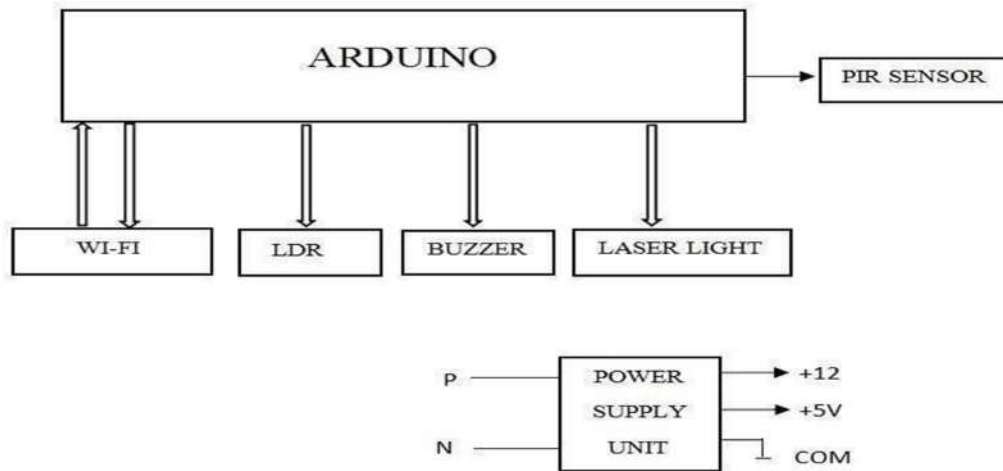 ARDUINO
PIR SENSOR
WI-FI
LDR
BUZZER
LASER LIGHT
P
N
POWER
SUPPLY
UNIT
+12
+5V
COM